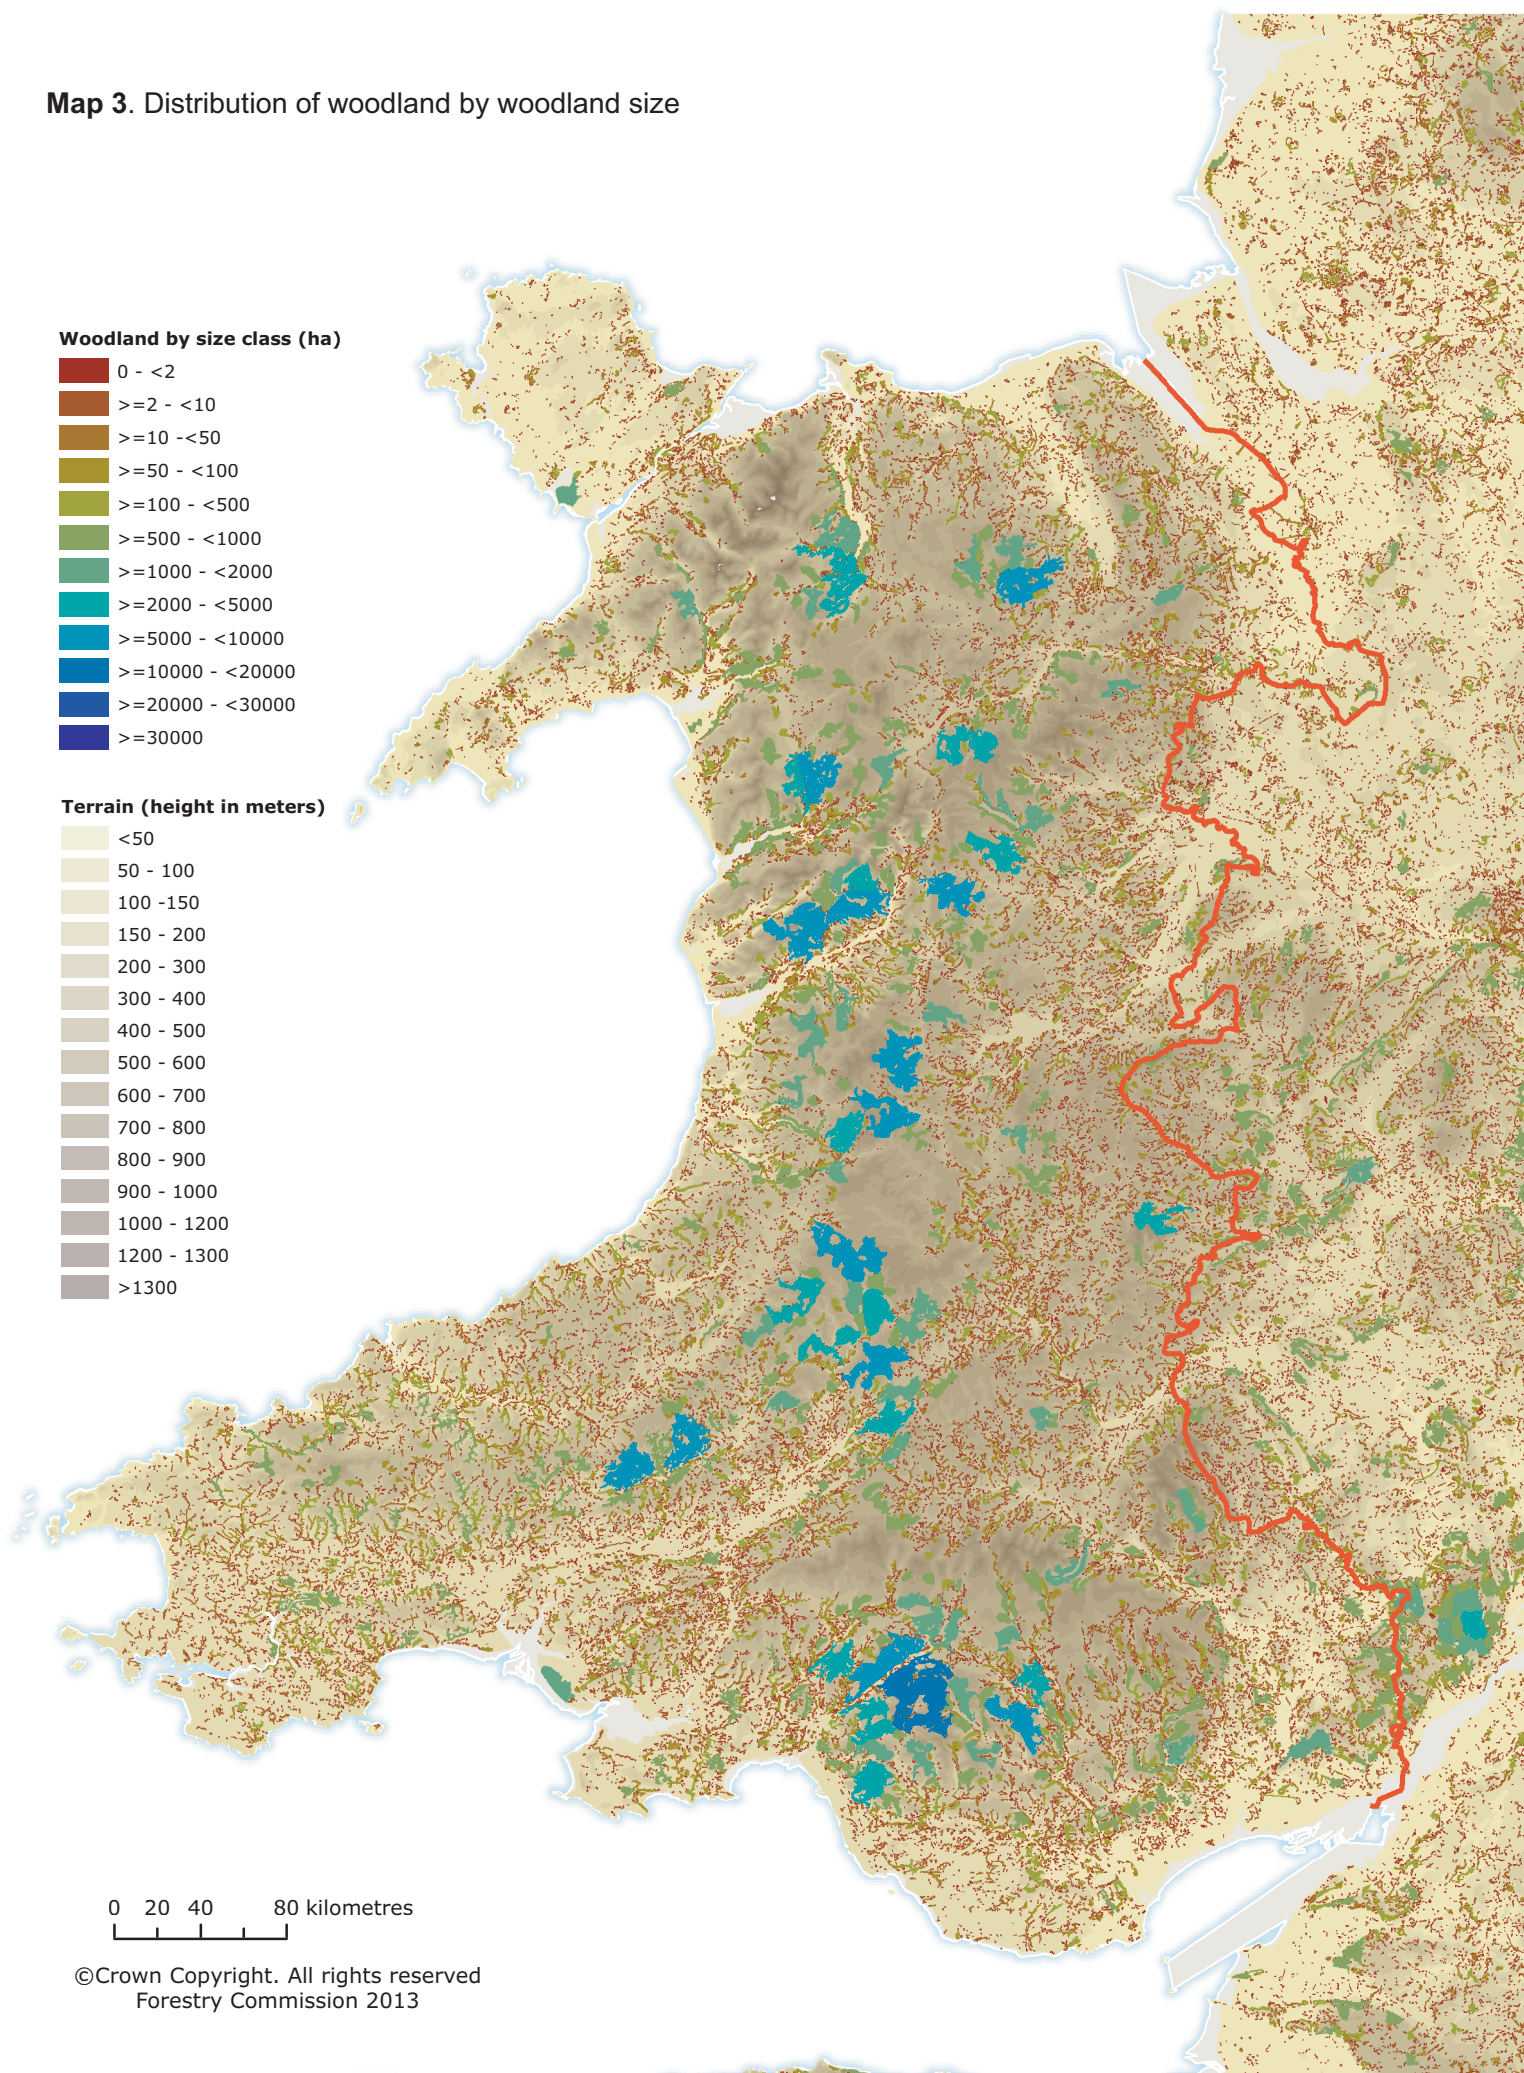 Map 3. Distribution of woodland by woodland size
Woodland by size class (ha)
0 - <2
>=2 - <10
>=10 -<50
>=50 - <100
>=100 - <500
>=500 - <1000
>=1000 - <2000
>=2000 - <5000
>=5000 - <10000
>=10000 - <20000
>=20000 - <30000
>=30000
Terrain (height in meters)
<50
50 - 100
100 -150
150 - 200
200 - 300
300 - 400
400 - 500
500 - 600
600 - 700
700 - 800
800 - 900
900 - 1000
1000 - 1200
1200 - 1300
>1300
0 20 40 80 kilometres
©Crown Copyright. All rights reserved
Forestry Commission 2013